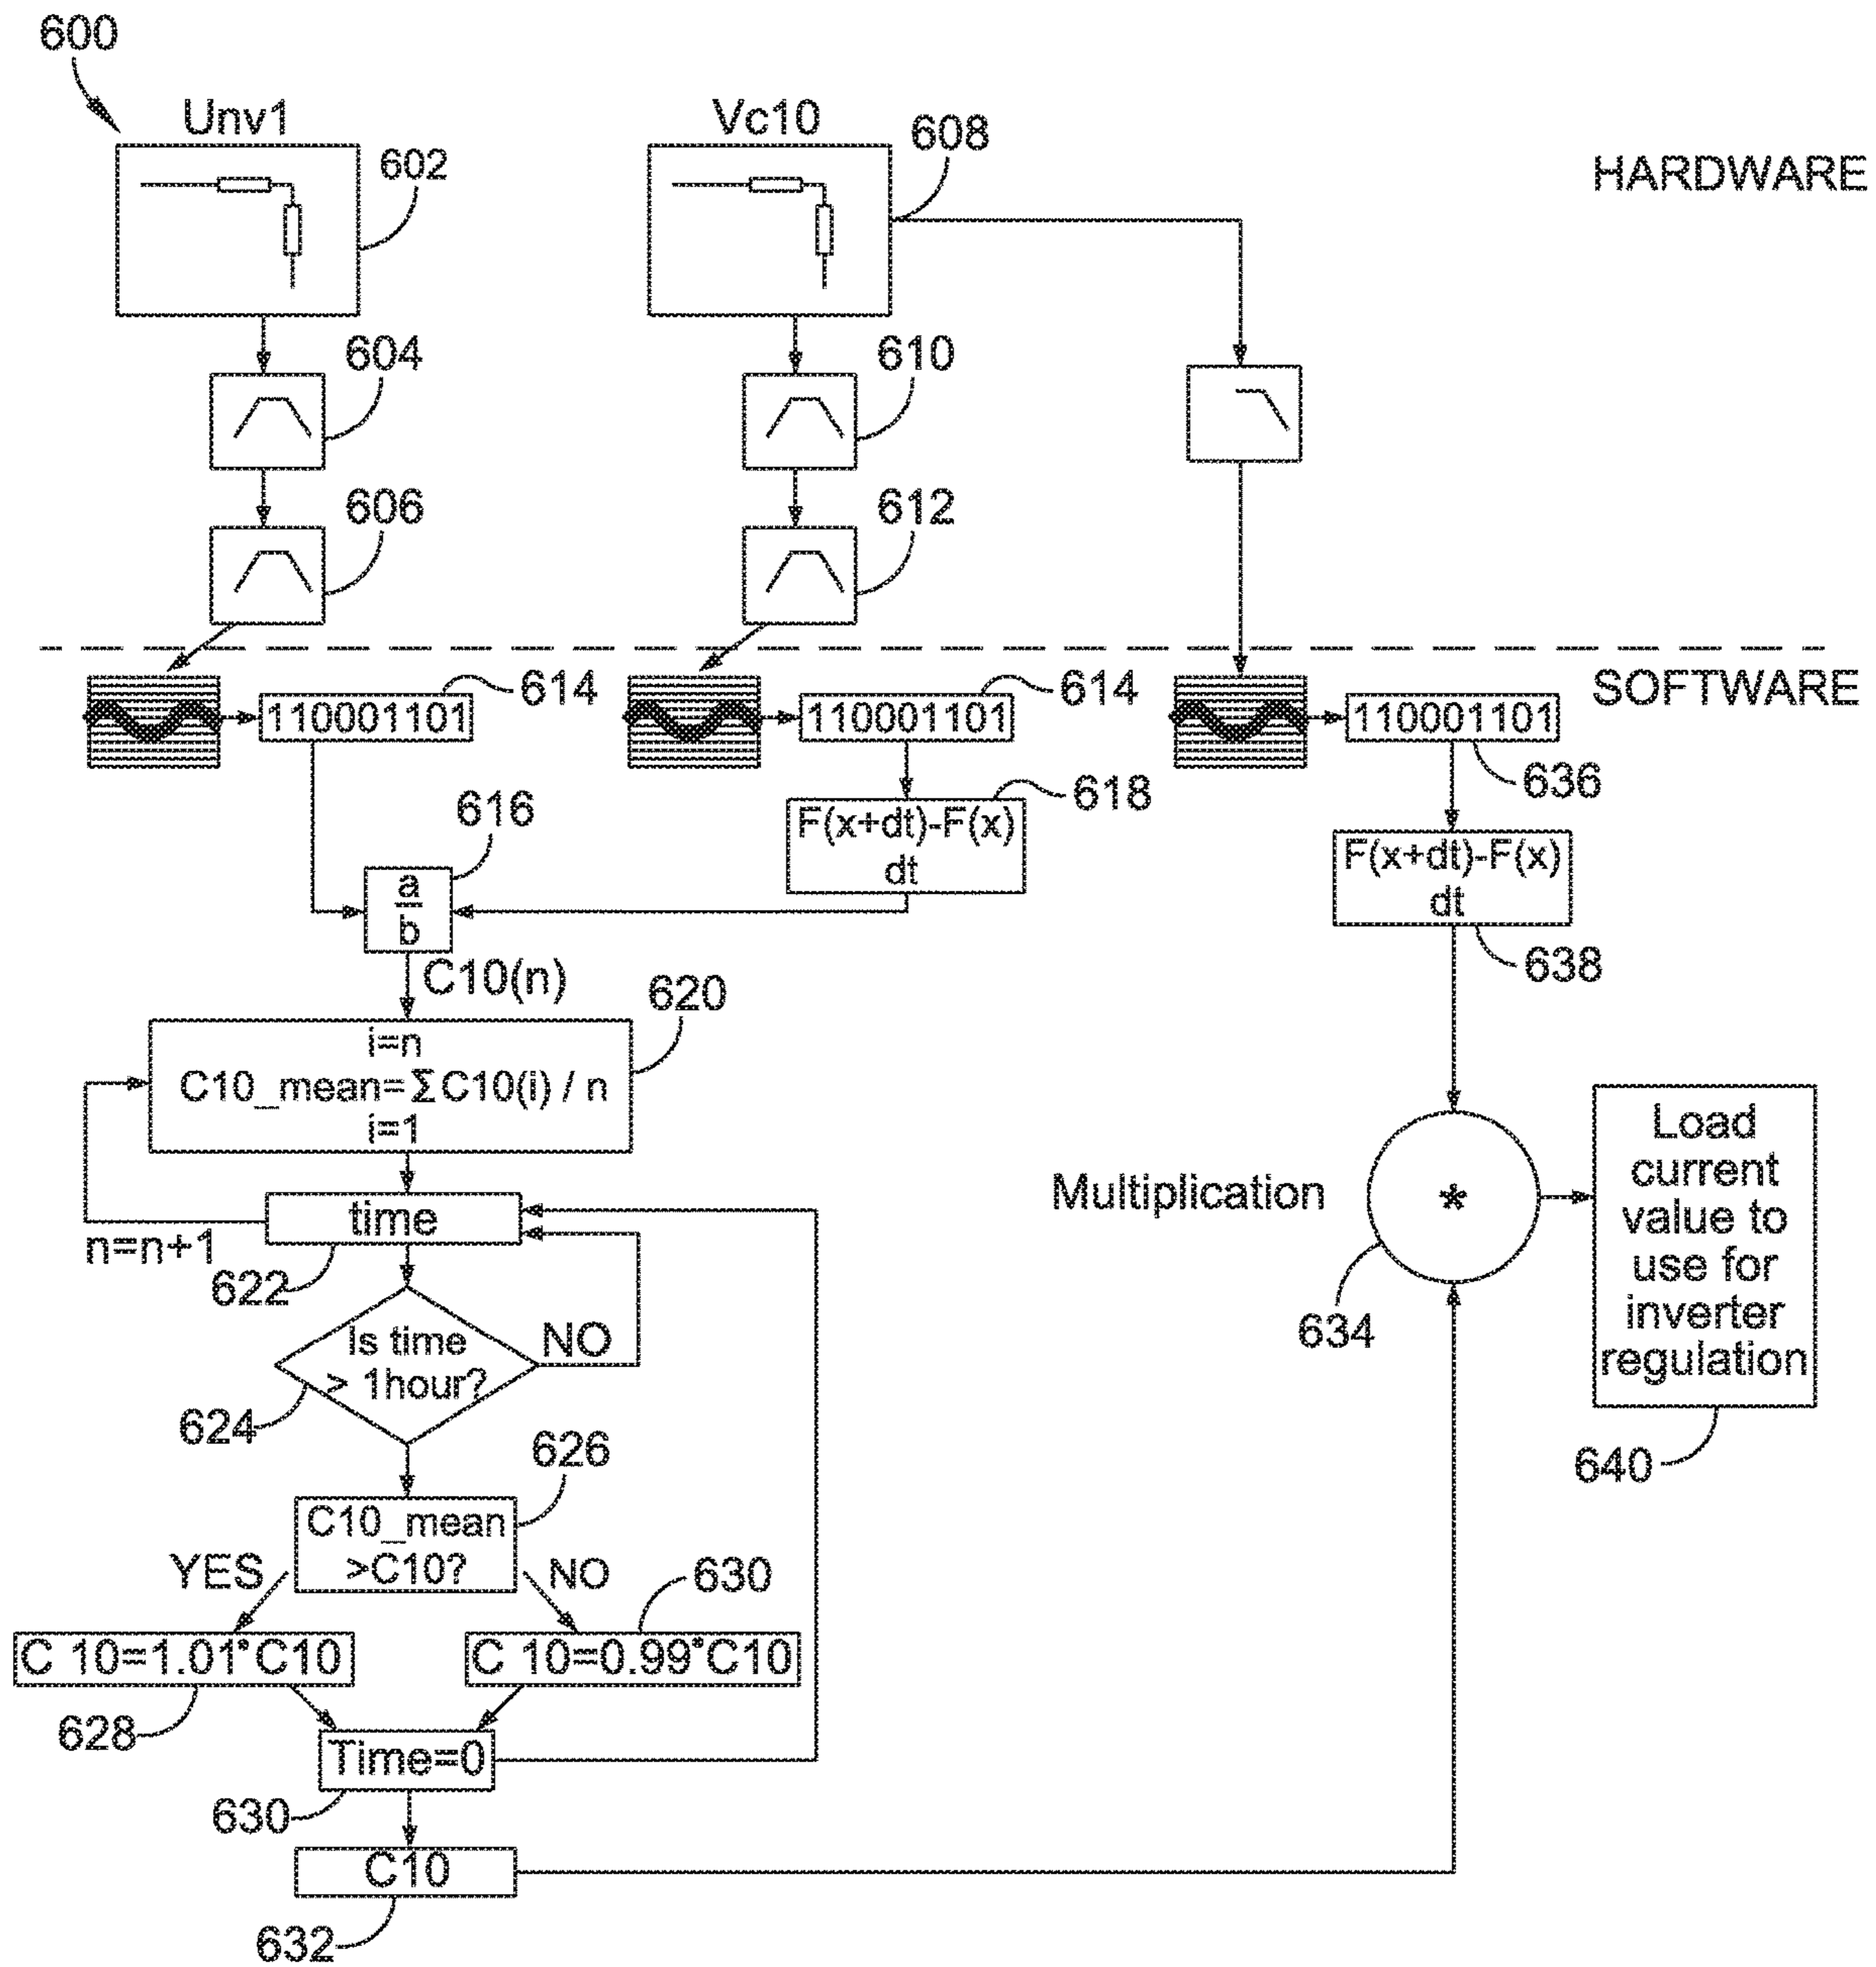 600
Unv1
Vc10
608
HARDWARE
602
604
610
606
612
SOFTWARE
614
614
110001101
110001101
110001101
636
616
618
F(x+dt)-F(x)
dt
F(x+dt)-F(x)
dt
a
b
638
C10(n)
620
i=n
C10_mean=ΣC10(i) / n
i=1
time
n=n+1
622
Multiplication
*
634
Load
current
value to
use for
inverter
regulation
640
Is time
> 1hour?
NO
624
626
C10_mean
>C10?
YES
NO
630
C 10=1.01*C10
C 10=0.99*C10
628
Time=0
630
C10
632